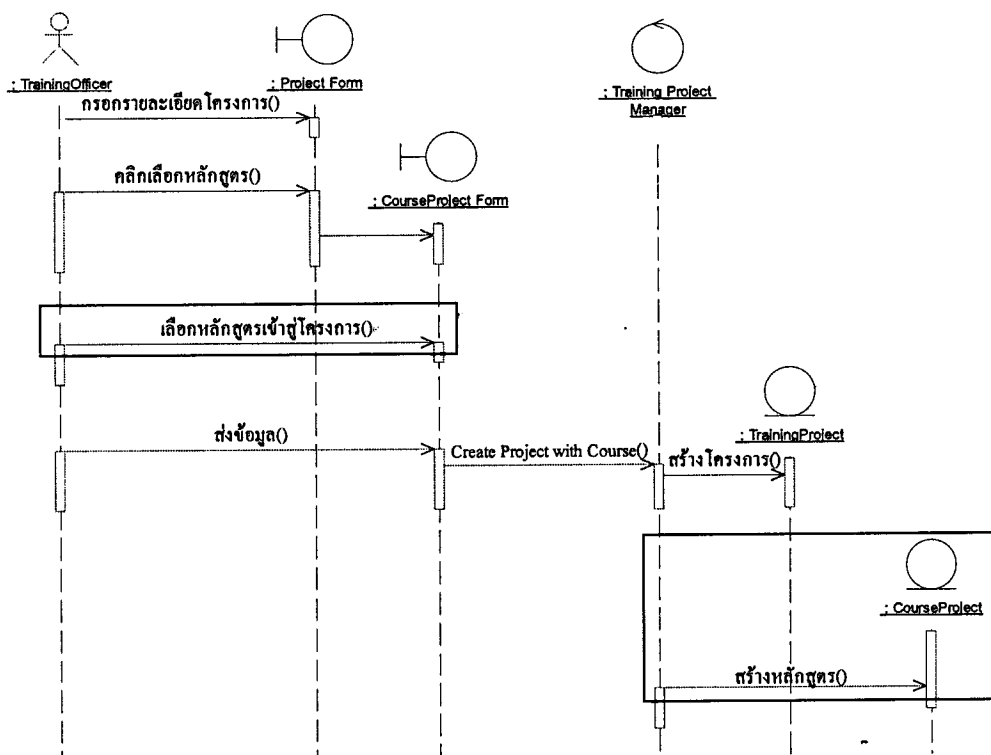 : TrainingOfficer
: Project Form
: Training Project
Manager
กรอกรายละเอียดโครงการ()
คลิกเลือกหลักสูตร()
: CourseProject Form
เลือกหลักสูตรเข้าสู่โครงการ()
ส่งข้อมูล()
Create Project with Course()
: TrainingProject
สร้างโครงการ()
: CourseProject
สร้างหลักสูตร()